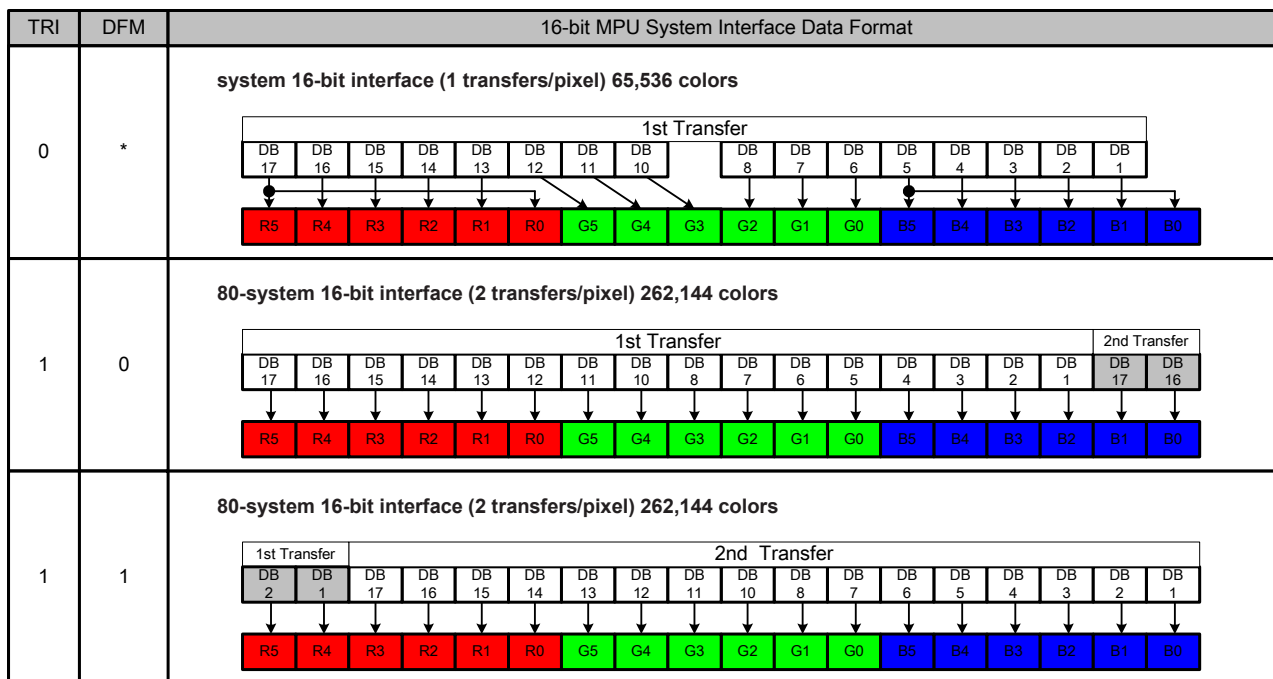 TRI DFM 16-bit MPU System Interface Data Format
0 *
system 16-bit interface (1 transfers/pixel) 65,536 colors
1st Transfer
DB DB DB DB DB DB DB DB DB DB DB DB DB DB DB DB
17 16 15 14 13 12 11 10 8 7 6 5 4 3 2 1
R5 R4 R3 R2 R1 R0 G5 G4 G3 G2 G1 G0 B5 B4 B3 B2 B1 B0
1 0
80-system 16-bit interface (2 transfers/pixel) 262,144 colors
1st Transfer 2nd Transfer
DB DB DB DB DB DB DB DB DB DB DB DB DB DB DB DB DB DB
17 16 15 14 13 12 11 10 8 7 6 5 4 3 2 1 17 16
R5 R4 R3 R2 R1 R0 G5 G4 G3 G2 G1 G0 B5 B4 B3 B2 B1 B0
1 1
80-system 16-bit interface (2 transfers/pixel) 262,144 colors
1st Transfer 2nd Transfer
DB DB DB DB DB DB DB DB DB DB DB DB DB DB DB DB DB DB
2 1 17 16 15 14 13 12 11 10 8 7 6 5 4 3 2 1
R5 R4 R3 R2 R1 R0 G5 G4 G3 G2 G1 G0 B5 B4 B3 B2 B1 B0